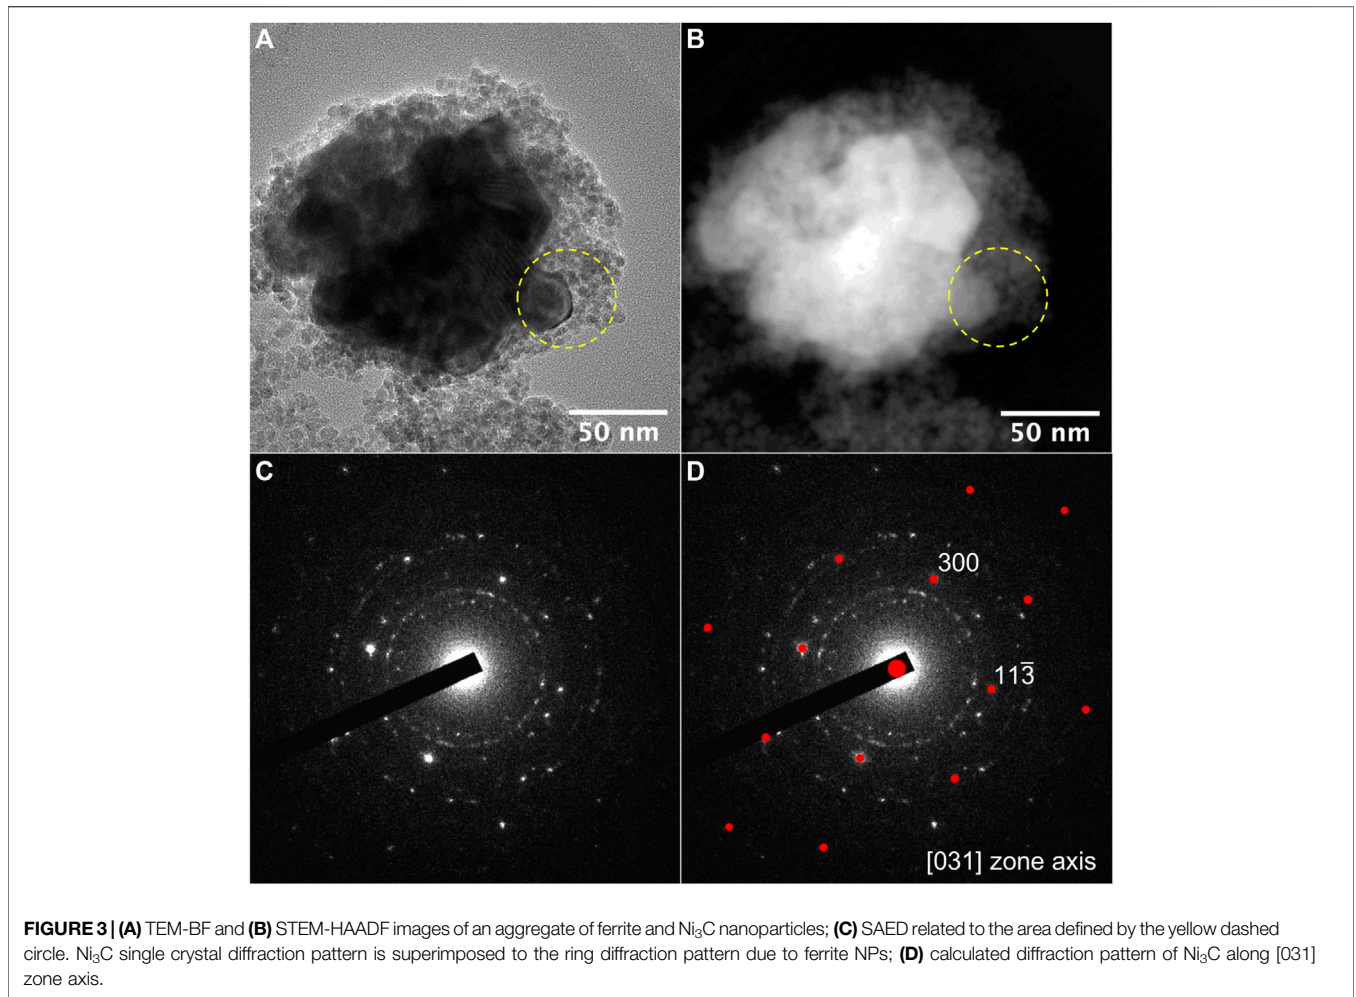 A
B
50 nm
50 nm
C
D
300
113̅
[031] zone axis
FIGURE 3 | (A) TEM-BF and (B) STEM-HAADF images of an aggregate of ferrite and Ni₃C nanoparticles; (C) SAED related to the area defined by the yellow dashed
circle. Ni₃C single crystal diffraction pattern is superimposed to the ring diffraction pattern due to ferrite NPs; (D) calculated diffraction pattern of Ni₃C along [031]
zone axis.